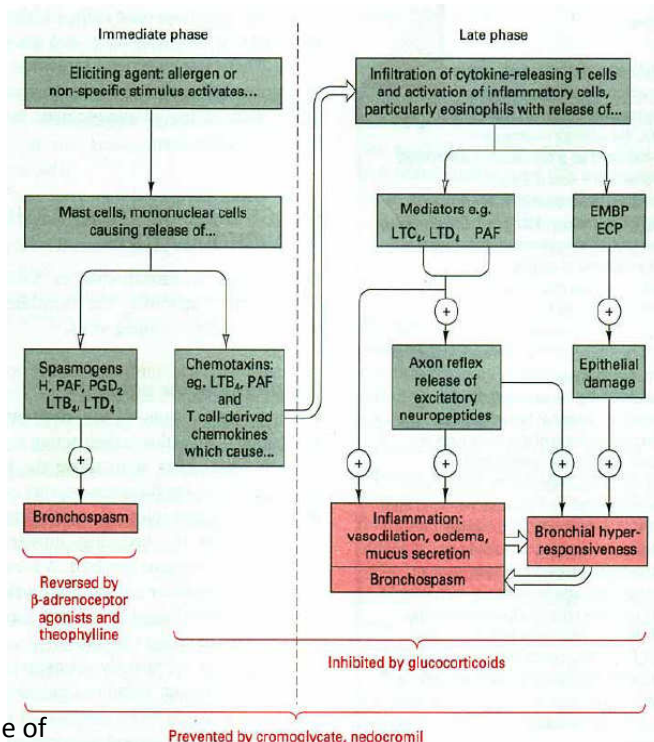 Immediate phase
Late phase
Eliciting agent: allergen or
non-specific stimulus activates...
Infiltration of cytokine-releasing T cells
and activation of inflammatory cells,
particularly eosinophils with release of...
Mast cells, mononuclear cells
causing release of...
Mediators e.g.
LTC₄, LTD₄ PAF
EMBP
ECP
+
+
Spasmogens
H, PAF, PGD₂
LTB₄, LTD₄
Chemotaxins:
eg. LTB₄, PAF
and
T cell-derived
chemokines
which cause...
Axon reflex
release of
excitatory
neuropeptides
Epithelial
damage
+
+
+
+
+
Bronchospasm
Inflammation:
vasodilation, oedema,
mucus secretion
Bronchospasm
Bronchial hyper-
responsiveness
Reversed by
β-adrenoceptor
agonists and
theophylline
Inhibited by glucocorticoids
e of
Prevented by cromoglycate, nedocromil